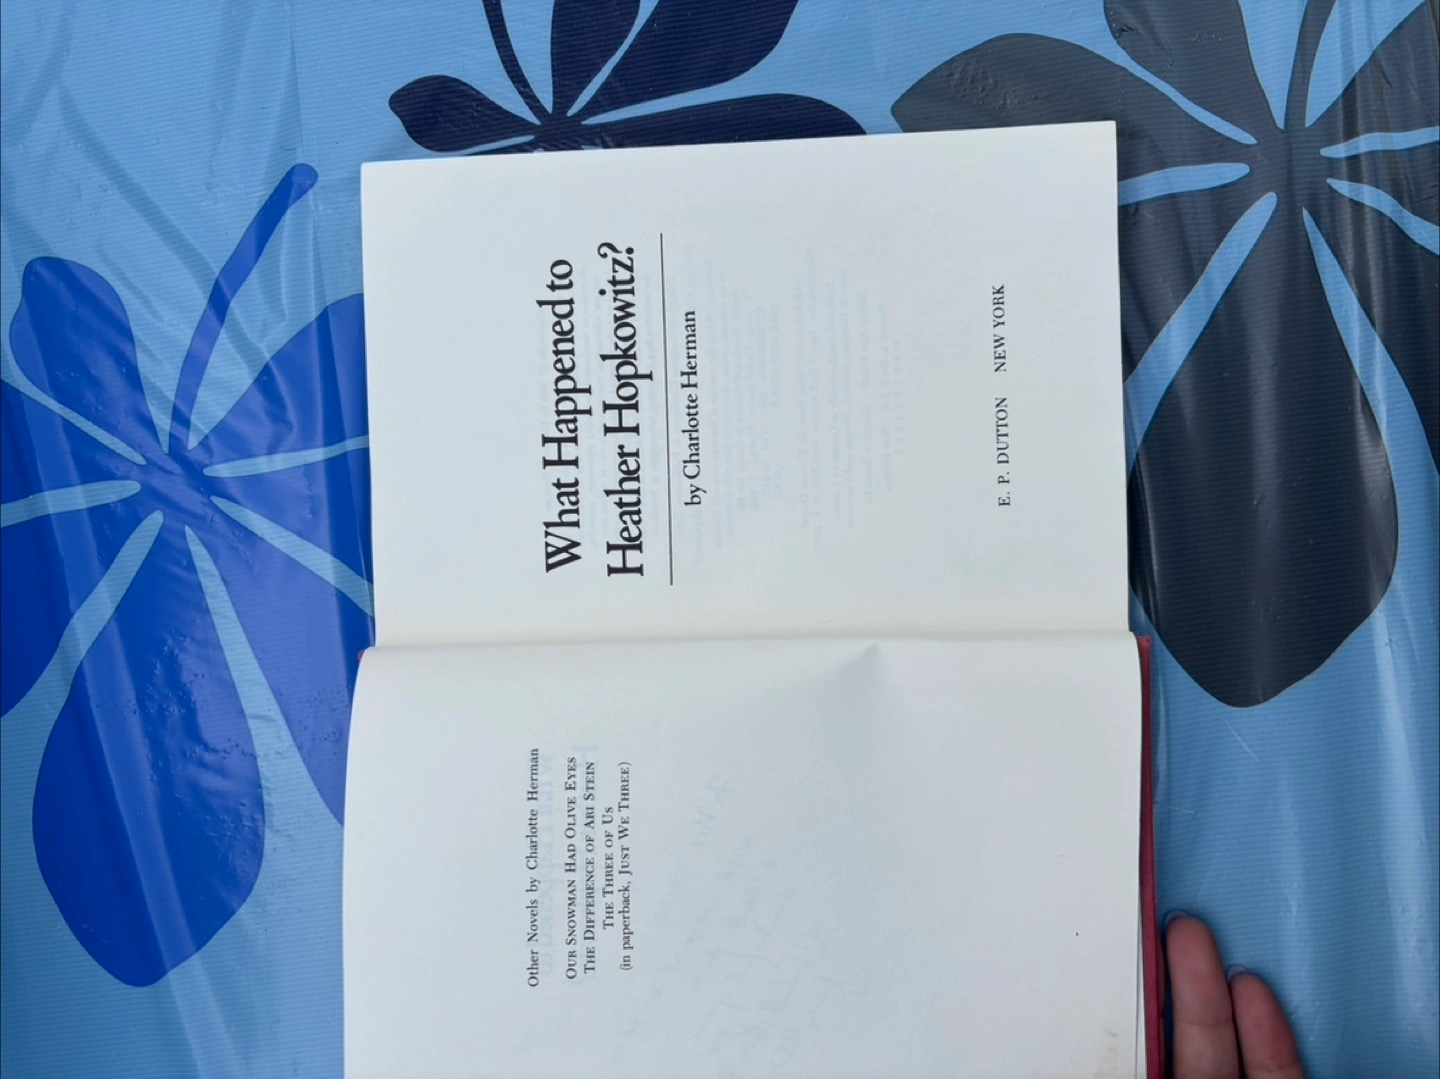 Other Novels by Charlotte Herman
OUR SNOWMAN HAD OLIVE EYES
THE DIFFERENCE OF ARI STEIN
THE THREE OF US
(in paperback, JUST WE THREE)
What Happened to
Heather Hopkowitz?
by Charlotte Herman
E. P. DUTTON NEW YORK